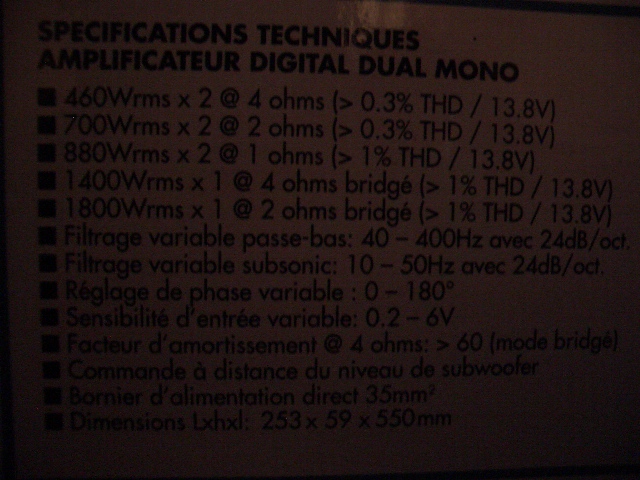 SPECIFICATIONS TECHNIQUES
AMPLIFICATEUR DIGITAL DUAL MONO
■ 460Wrms x 2 @ 4 ohms (> 0.3% THD / 13.8V)
■ 700Wrms x 2 @ 2 ohms (> 0.3% THD / 13.8V)
■ 880Wrms x 2 @ 1 ohms (> 1% THD / 13.8V)
■ 1400Wrms x 1 @ 4 ohms bridgé (> 1% THD / 13.8V)
■ 1800Wrms x 1 @ 2 ohms bridgé (> 1% THD / 13.8V)
■ Filtrage variable passe-bas: 40 – 400Hz avec 24dB/oct.
■ Filtrage variable subsonic: 10 – 50Hz avec 24dB/oct.
■ Réglage de phase variable : 0 – 180°
■ Sensibilité d'entrée variable: 0.2 – 6V
■ Facteur d'amortissement @ 4 ohms: > 60 (mode bridgé)
■ Commande à distance du niveau de subwoofer
■ Bornier d'alimentation direct 35mm²
■ Dimensions Lxhxl: 253 x 59 x 550mm